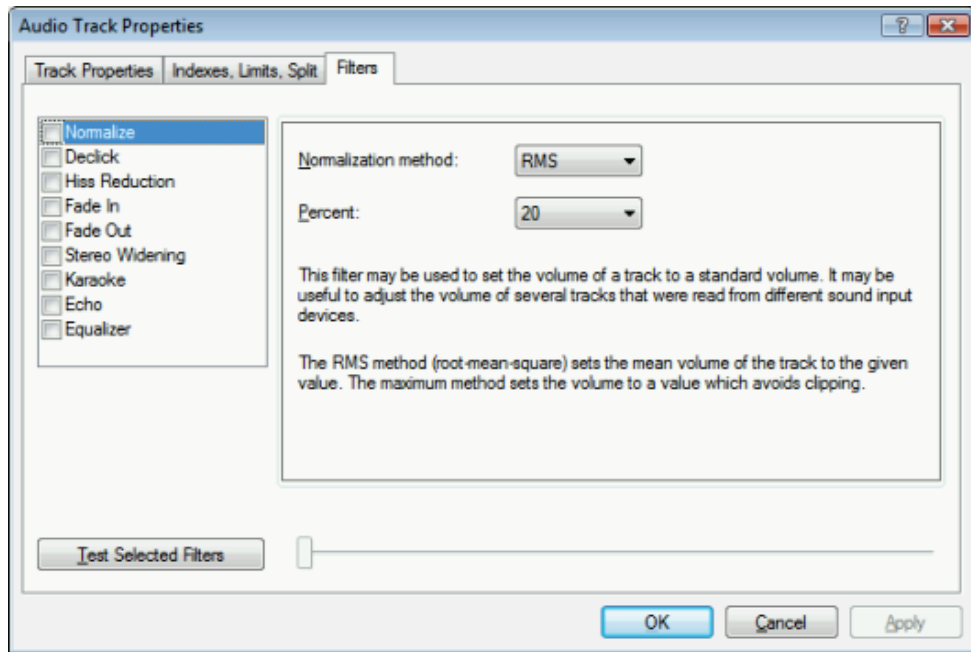 Audio Track Properties
Track Properties
Indexes, Limits, Split
Filters
Normalize
Declick
Hiss Reduction
Fade In
Fade Out
Stereo Widening
Karaoke
Echo
Equalizer
Normalization method:
RMS
Percent:
20
This filter may be used to set the volume of a track to a standard volume. It may be
useful to adjust the volume of several tracks that were read from different sound input
devices.
The RMS method (root-mean-square) sets the mean volume of the track to the given
value. The maximum method sets the volume to a value which avoids clipping.
Test Selected Filters
OK
Cancel
Apply